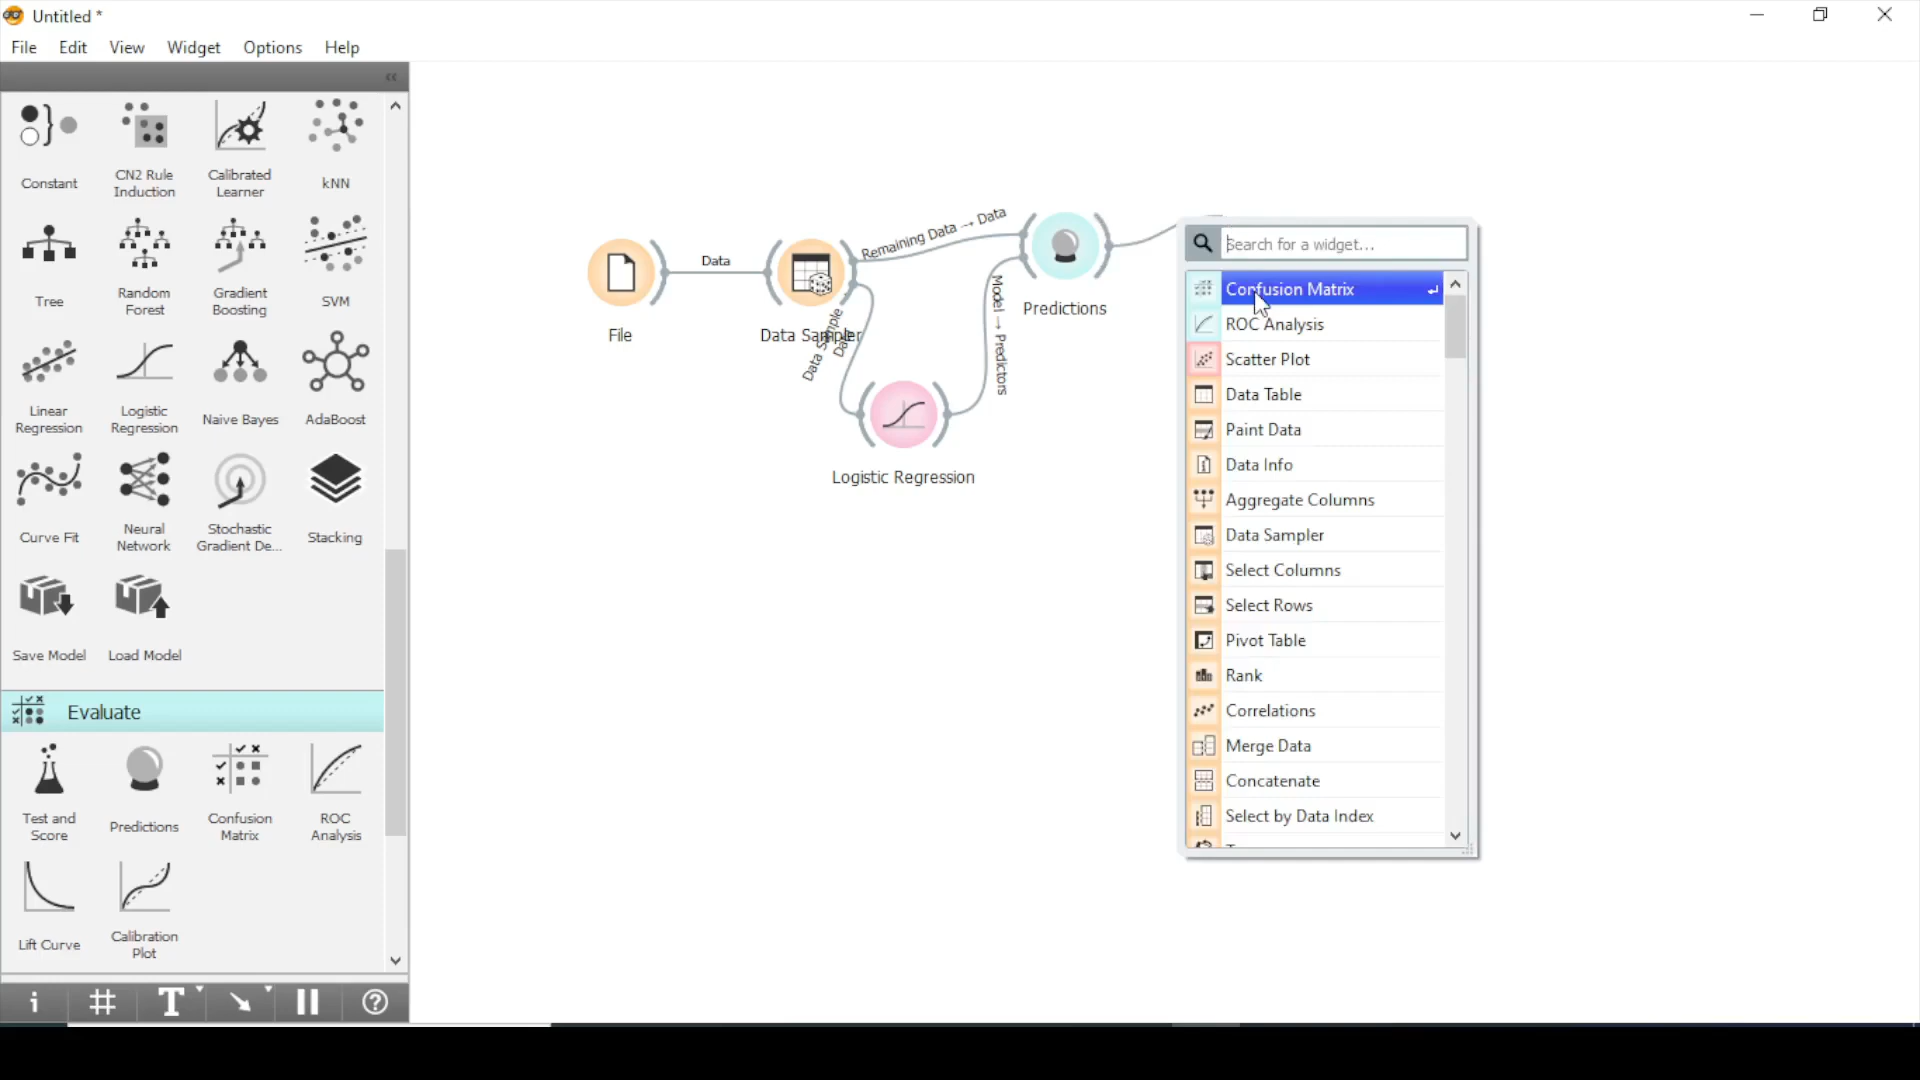 Untitled *
File Edit View Widget Options Help
Constant
CN2 Rule
Induction
Calibrated
Learner
kNN
Tree
Random
Forest
Gradient
Boosting
SVM
Linear
Regression
Logistic
Regression
Naive Bayes
AdaBoost
Curve Fit
Neural
Network
Stochastic
Gradient De...
Stacking
Save Model
Load Model
Evaluate
Test and
Score
Predictions
Confusion
Matrix
ROC
Analysis
Lift Curve
Calibration
Plot
File
Data
Data Sampler
Remaining Data → Data
Data Sample
Data
Logistic Regression
Model → Predictors
Predictions
Search for a widget...
Confusion Matrix
ROC Analysis
Scatter Plot
Data Table
Paint Data
Data Info
Aggregate Columns
Data Sampler
Select Columns
Select Rows
Pivot Table
Rank
Correlations
Merge Data
Concatenate
Select by Data Index